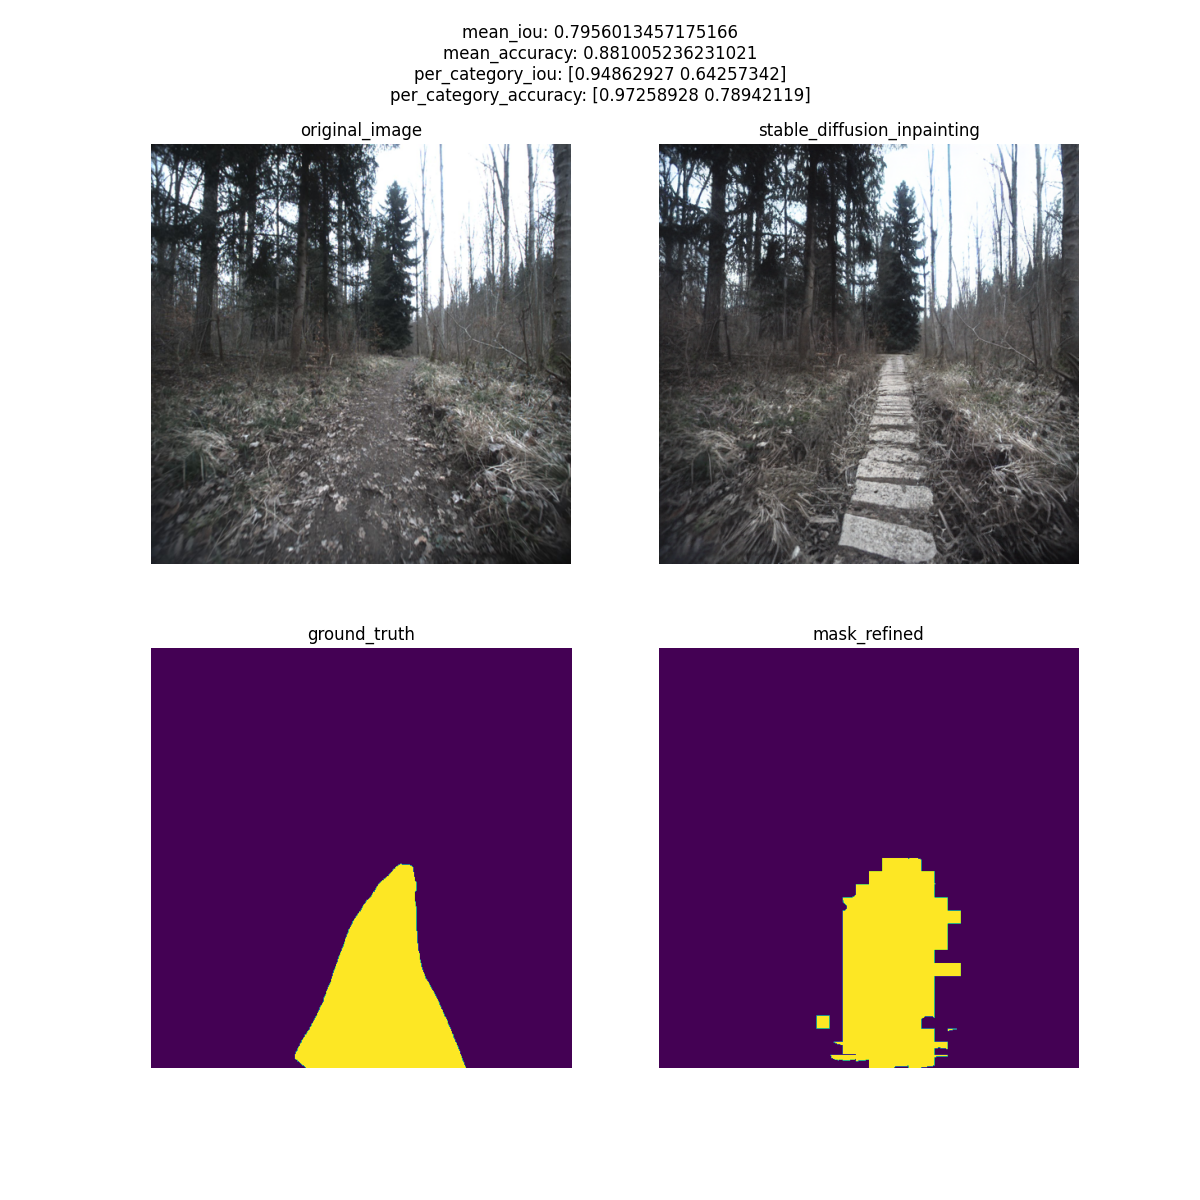 mean_iou: 0.7956013457175166
mean_accuracy: 0.881005236231021
per_category_iou: [0.94862927 0.64257342]
per_category_accuracy: [0.97258928 0.78942119]
original_image
stable_diffusion_inpainting
ground_truth
mask_refined